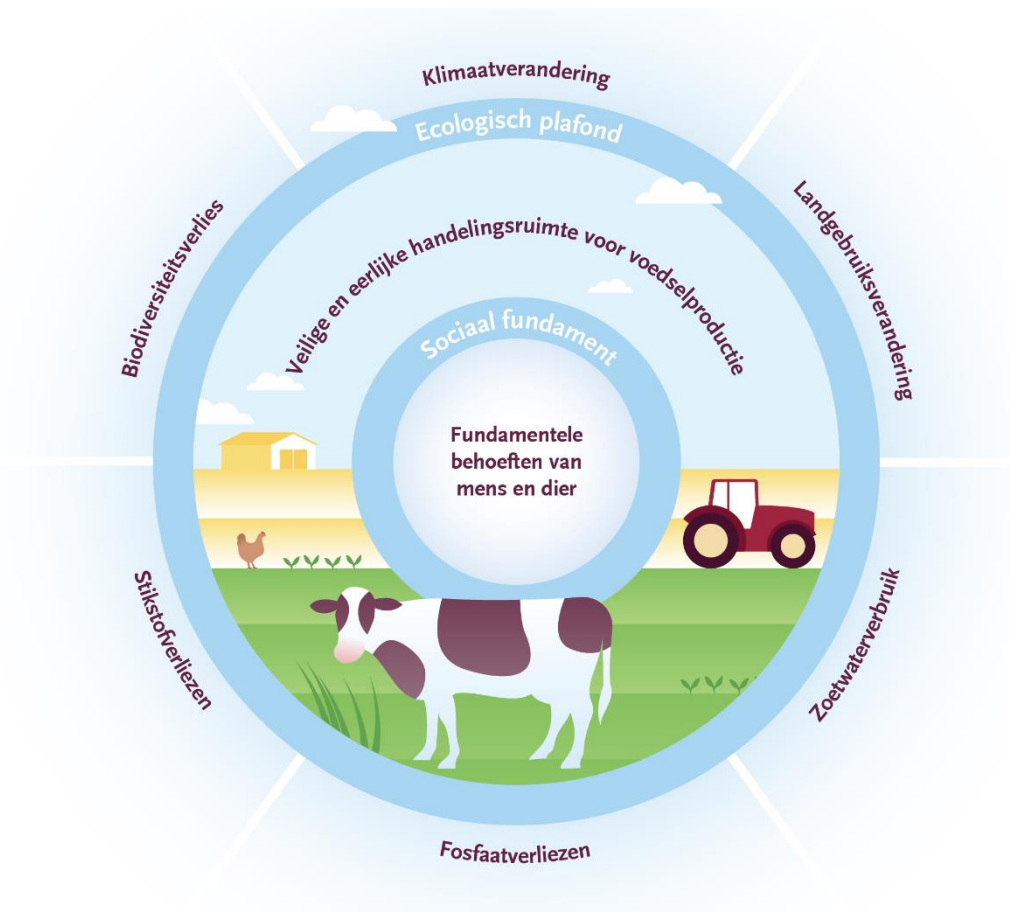 Klimaatverandering
Ecologisch plafond
Landgebruiksverandering
Biodiversiteitsverlies
Veilige en eerlijke handelingsruimte voor voedselproductie
Sociaal fundament
Fundamentele
behoeften van
mens en dier
Stikstofverliezen
Zoetwaterverbruik
Fosfaatverliezen